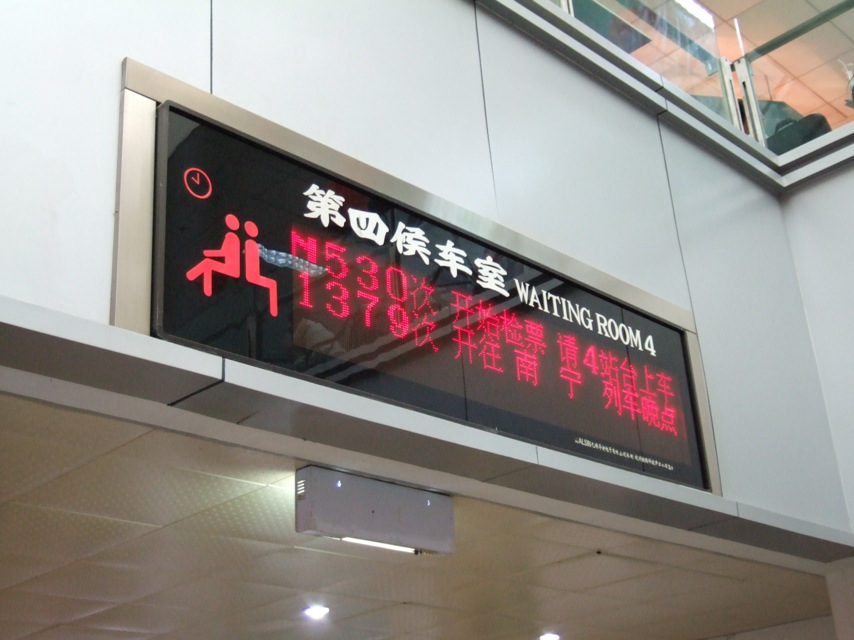 第四候车室 WAITING ROOM 4
N530次 开始检票 请4站台上车
1379次 开往 南 宁 列车晚点